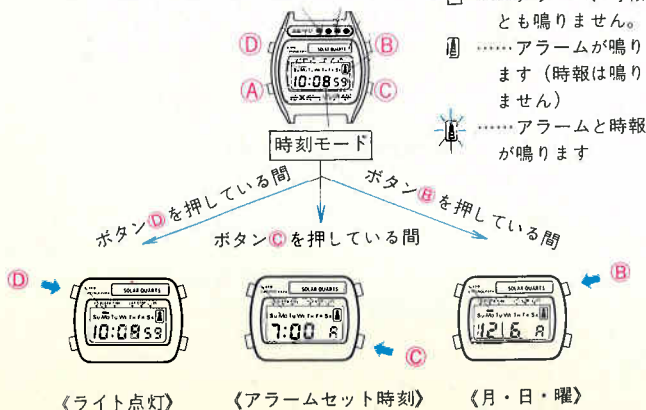 とも鳴りません。
……アラームが鳴り
ます（時報は鳴り
ません）
……アラームと時報
が鳴ります
Ⓓ Ⓑ
Ⓐ Ⓒ
10:08 59
時刻モード
ボタンⒹを押している間
ボタンⒸを押している間
ボタンⒷを押している間
Ⓓ
SOLAR QUARTZ
Su Mo Tu We Th Fr Sa
10:08 59
SOLAR QUARTZ
Su Mo Tu We Th Fr Sa
7:00 A
Ⓒ
SOLAR QUARTZ
Su Mo Tu We Th Fr Sa
12 6. A
Ⓑ
《ライト点灯》
《アラームセット時刻》
《月・日・曜》